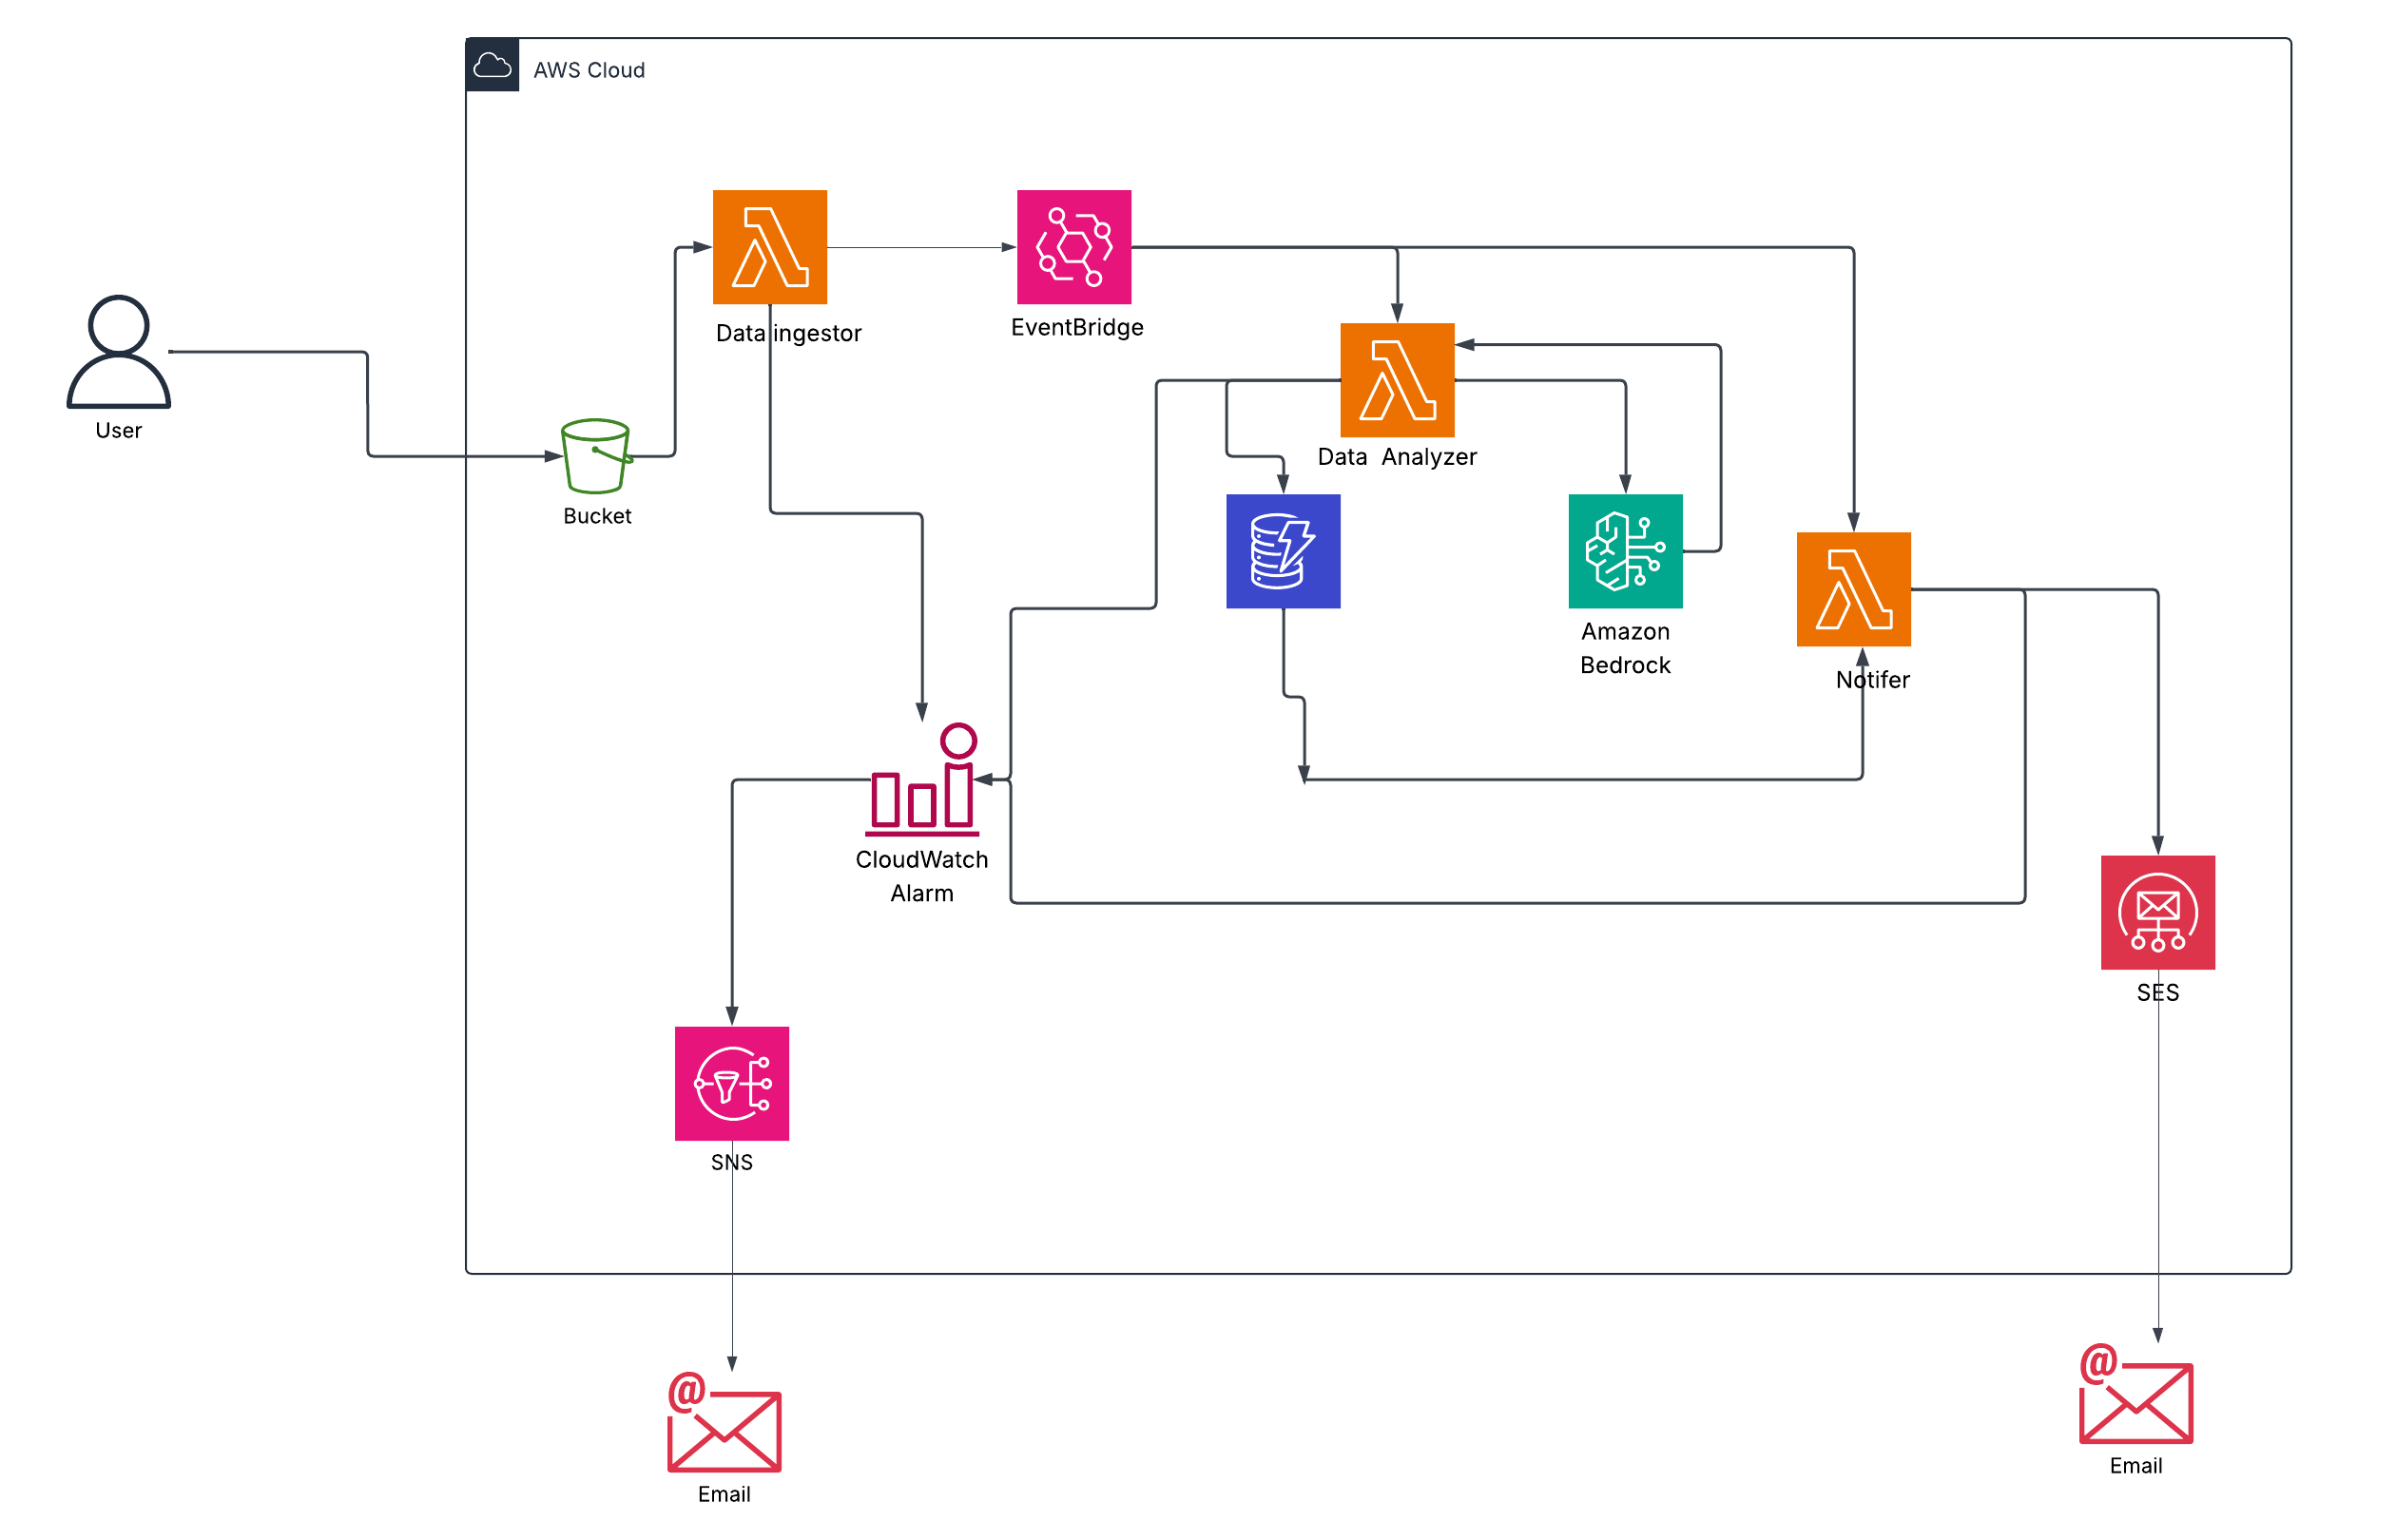 AWS Cloud
Data ingestor
EventBridge
User
Data Analyzer
Bucket
Amazon
Bedrock
Notifer
CloudWatch
Alarm
SES
SNS
@
Email
@
Email